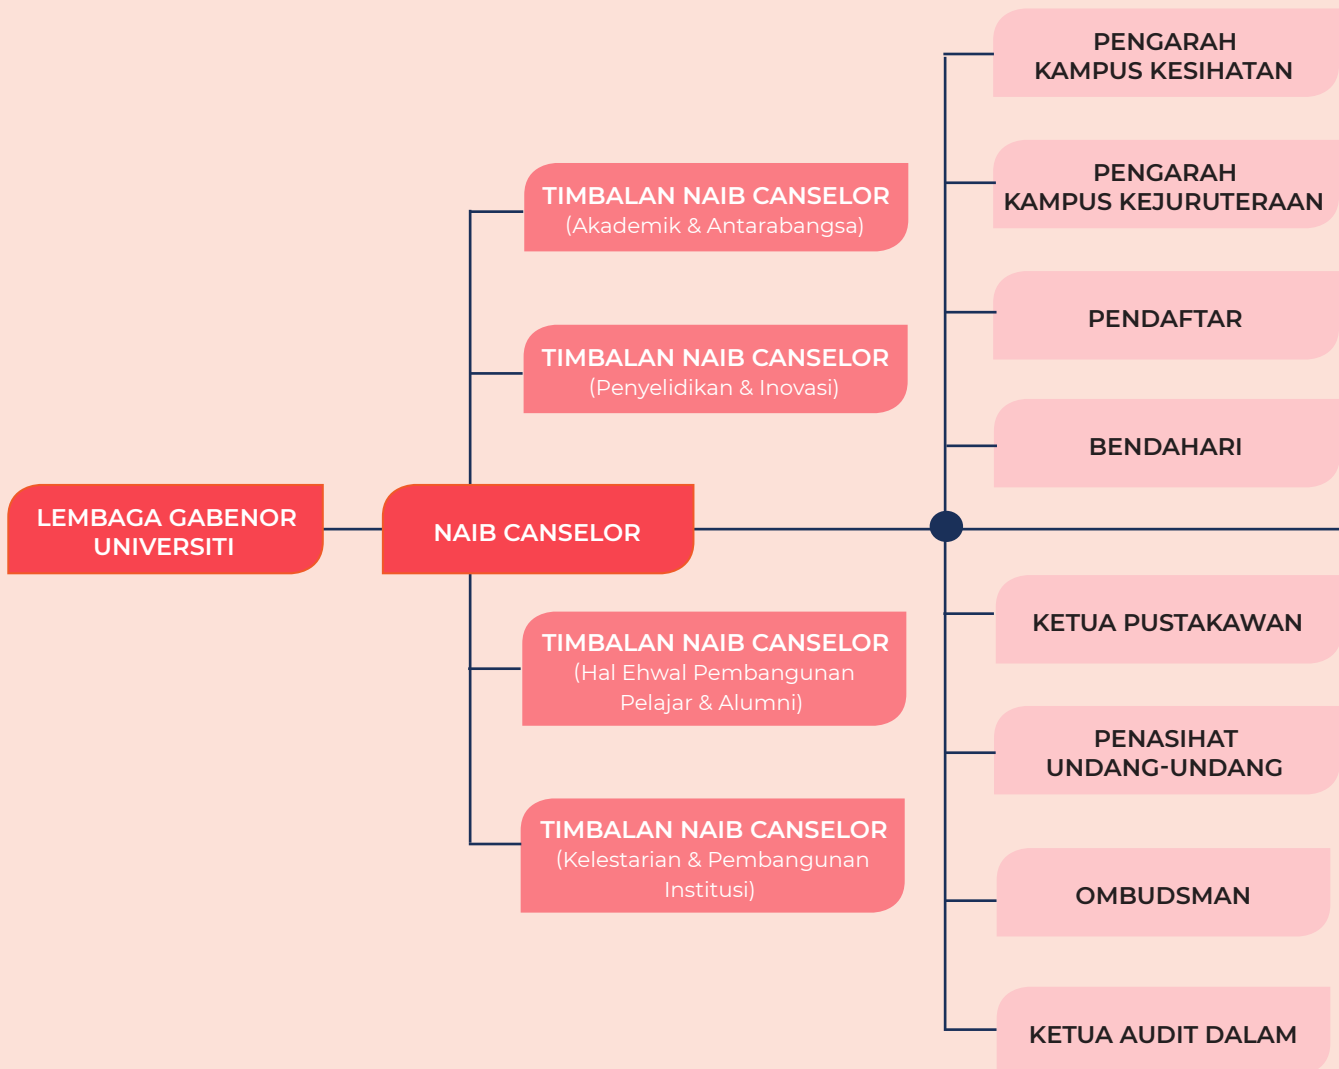 LEMBAGA GABENOR
UNIVERSITI
NAIB CANSELOR
TIMBALAN NAIB CANSELOR
(Akademik & Antarabangsa)
TIMBALAN NAIB CANSELOR
(Penyelidikan & Inovasi)
TIMBALAN NAIB CANSELOR
(Hal Ehwal Pembangunan
Pelajar & Alumni)
TIMBALAN NAIB CANSELOR
(Kelestarian & Pembangunan
Institusi)
PENGARAH
KAMPUS KESIHATAN
PENGARAH
KAMPUS KEJURUTERAAN
PENDAFTAR
BENDAHARI
KETUA PUSTAKAWAN
PENASIHAT
UNDANG-UNDANG
OMBUDSMAN
KETUA AUDIT DALAM